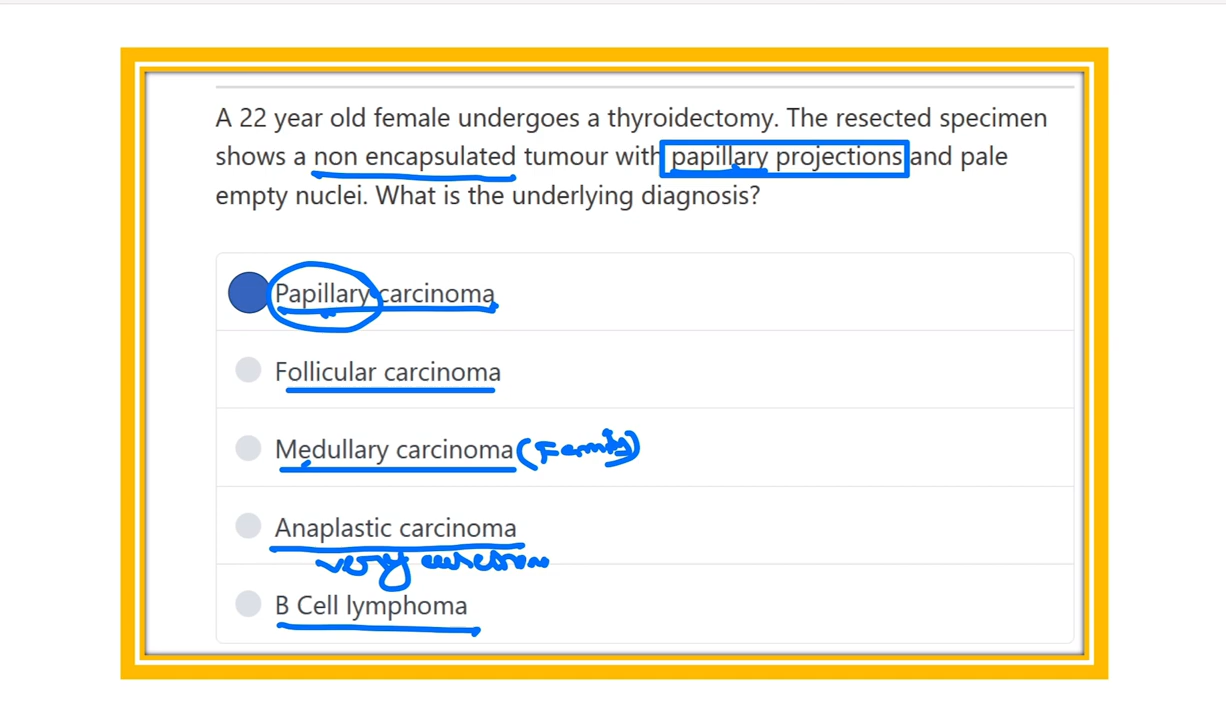 A 22 year old female undergoes a thyroidectomy. The resected specimen
shows a non encapsulated tumour with papillary projections and pale
empty nuclei. What is the underlying diagnosis?
Papillary carcinoma
Follicular carcinoma
Medullary carcinoma (Family)
Anaplastic carcinoma
very
B Cell lymphoma